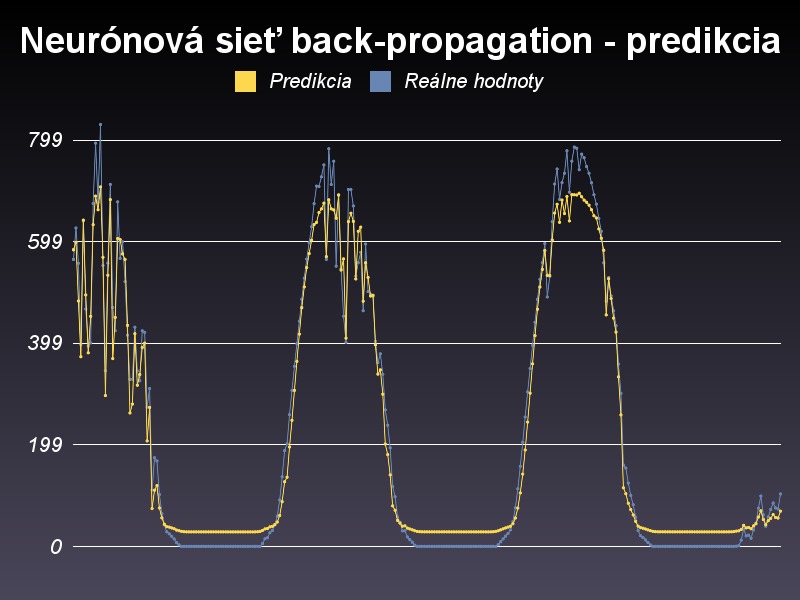 Neurónová sieť back-propagation - predikcia
Predikcia Reálne hodnoty
799
599
399
199
0